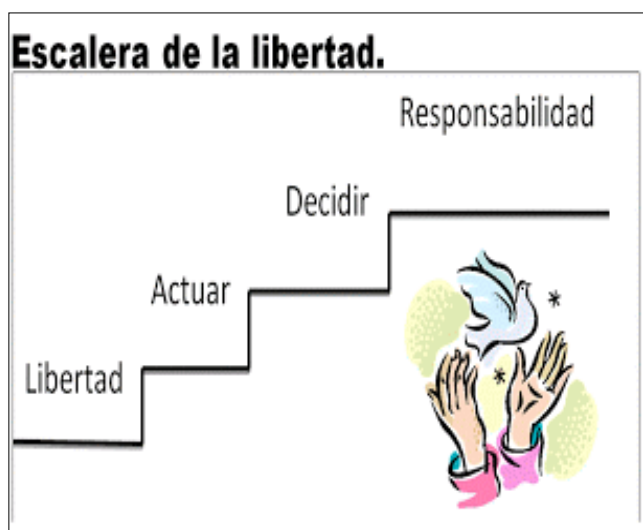 Escalera de la libertad.
Responsabilidad
Decidir
Actuar
Libertad